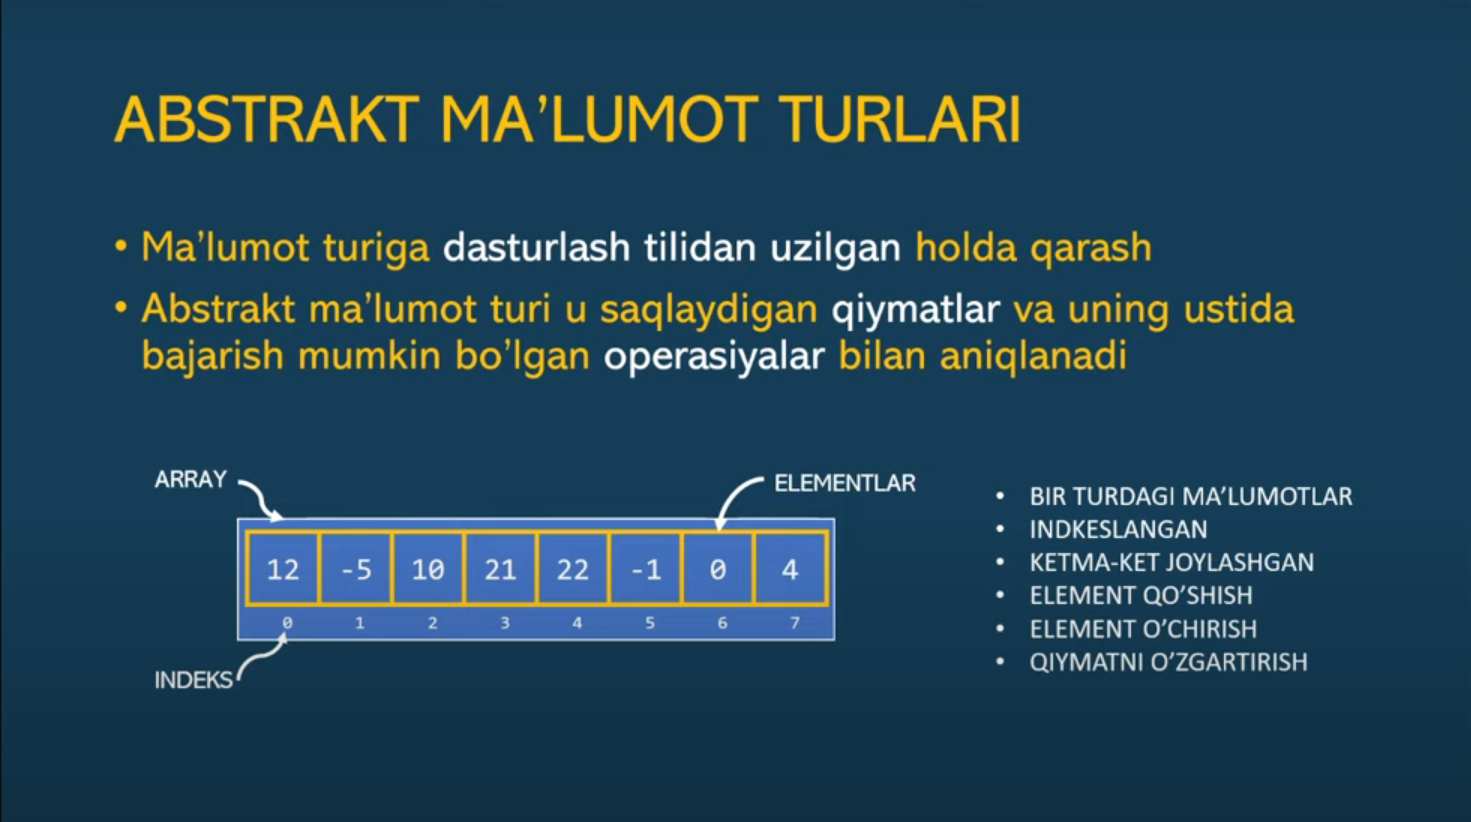 ABSTRAKT MA’LUMOT TURLARI
• Ma’lumot turiga dasturlash tilidan uzilgan holda qarash
• Abstrakt ma’lumot turi u saqlaydigan qiymatlar va uning ustida
bajarish mumkin bo’lgan operasiyalar bilan aniqlanadi
ARRAY
ELEMENTLAR
12 -5 10 21 22 -1 0 4
0 1 2 3 4 5 6 7
INDEKS
• BIR TURDAGI MA’LUMOTLAR
• INDKESLANGAN
• KETMA-KET JOYLASHGAN
• ELEMENT QO’SHISH
• ELEMENT O’CHIRISH
• QIYMATNI O’ZGARTIRISH